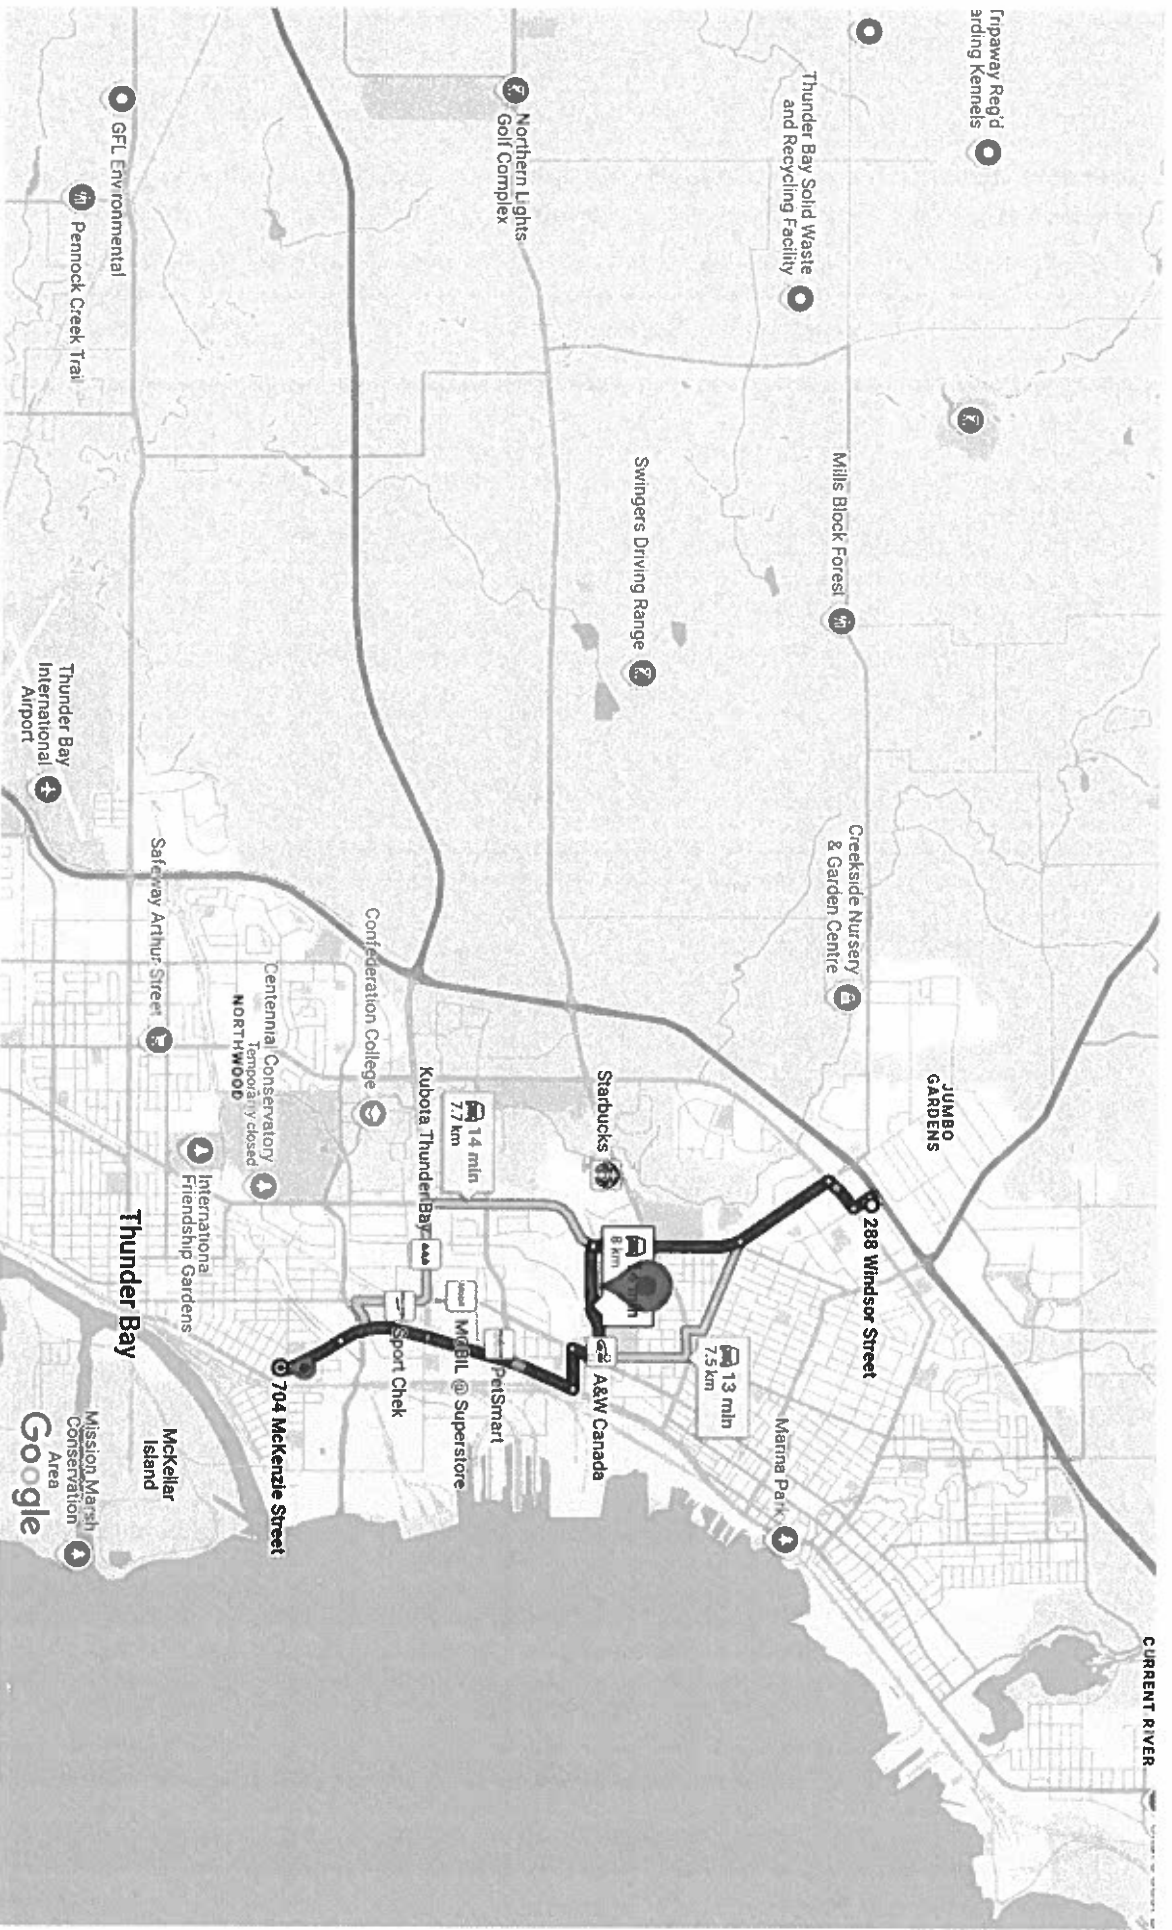 CURRENT RIVER
Tripaway Reg'd
arding Kennels
JUMBO
GARDENS
288 Windsor Street
Creekside Nursery
& Garden Centre
Mills Block Forest
Thunder Bay Solid Waste
and Recycling Facility
Marina Park
13 min
7.5 km
Swingers Driving Range
8 km
Starbucks
A&W Canada
Northern Lights
Golf Complex
PetSmart
14 min
7.7 km
MOBIL @ Superstore
Kubota Thunder Bay
Sport Chek
Confederation College
704 McKenzie Street
Centennial Conservatory
Temporarily closed
NORTHWOOD
International
Friendship Gardens
McKellar
Island
Safeway Arthur Street
Thunder Bay
GFL Environmental
Pennock Creek Trail
Mission Marsh
Conservation
Area
Thunder Bay
International
Airport
Google